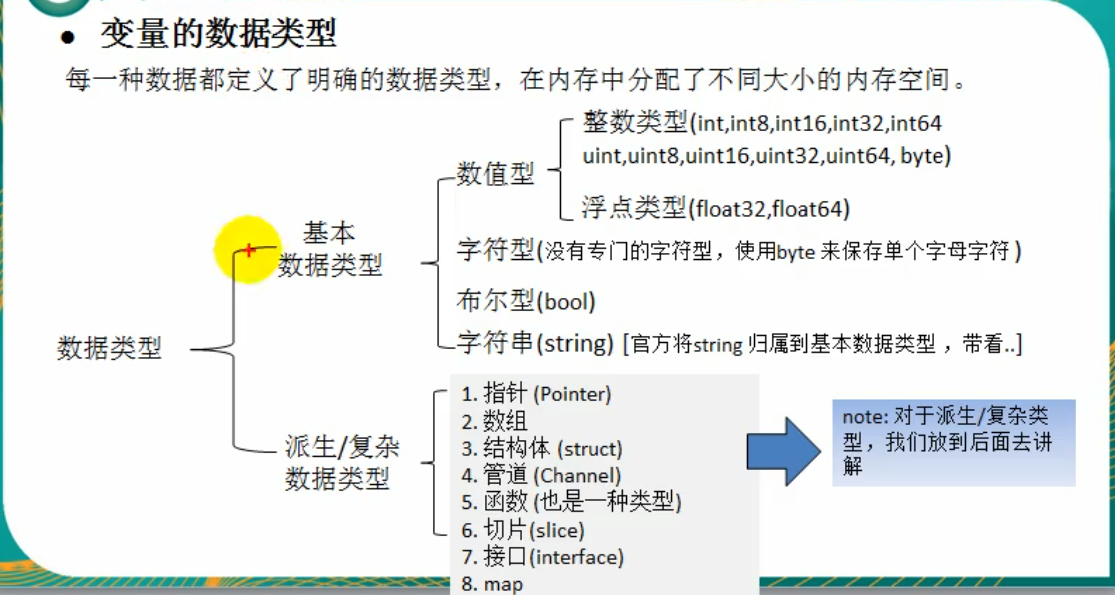 变量的数据类型
每一种数据都定义了明确的数据类型，在内存中分配了不同大小的内存空间。
整数类型(int,int8,int16,int32,int64
uint,uint8,uint16,uint32,uint64, byte)
数值型
浮点类型(float32,float64)
基本
数据类型
字符型(没有专门的字符型，使用byte 来保存单个字母字符 )
布尔型(bool)
字符串(string) [官方将string 归属到基本数据类型 ，带看..]
数据类型
派生/复杂
数据类型
1. 指针 (Pointer)
2. 数组
3. 结构体 (struct)
4. 管道 (Channel)
5. 函数 (也是一种类型)
6. 切片(slice)
7. 接口(interface)
8. map
note: 对于派生/复杂类
型，我们放到后面去讲
解